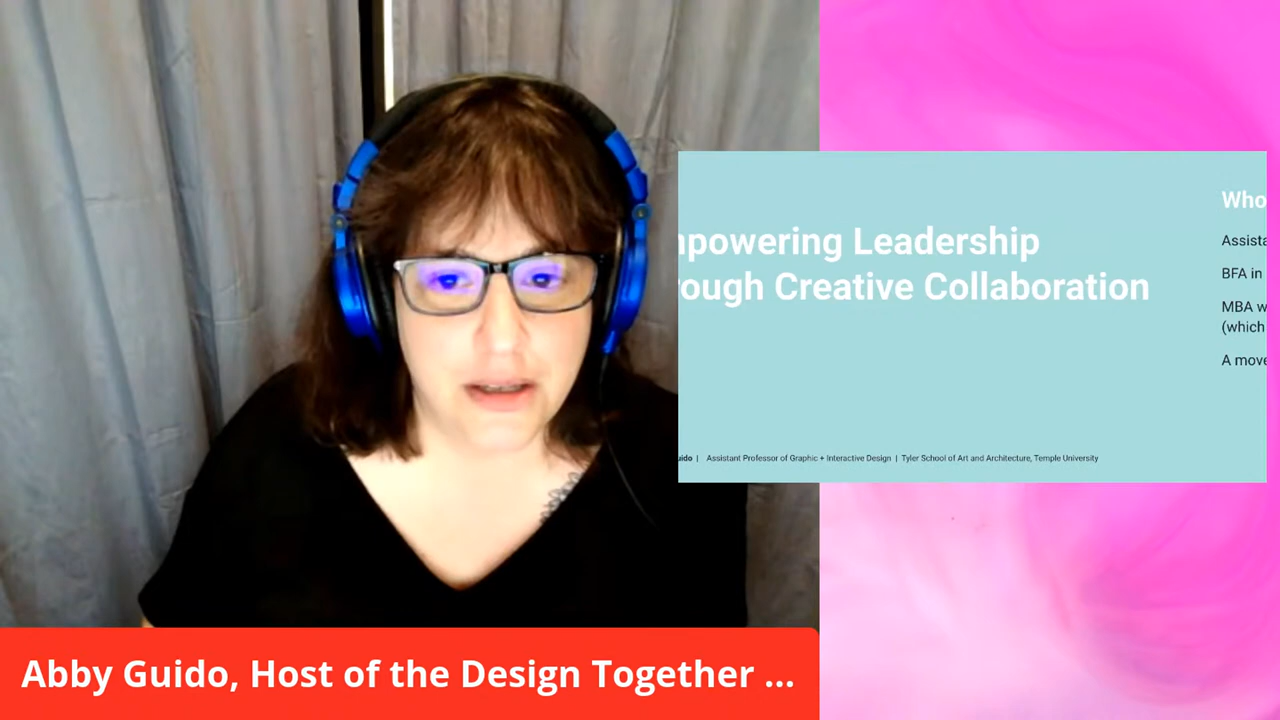 mpowering Leadership
rough Creative Collaboration
uido | Assistant Professor of Graphic + Interactive Design | Tyler School of Art and Architecture, Temple University
Who
Assista
BFA in
MBA w
(which
A move
Abby Guido, Host of the Design Together ...